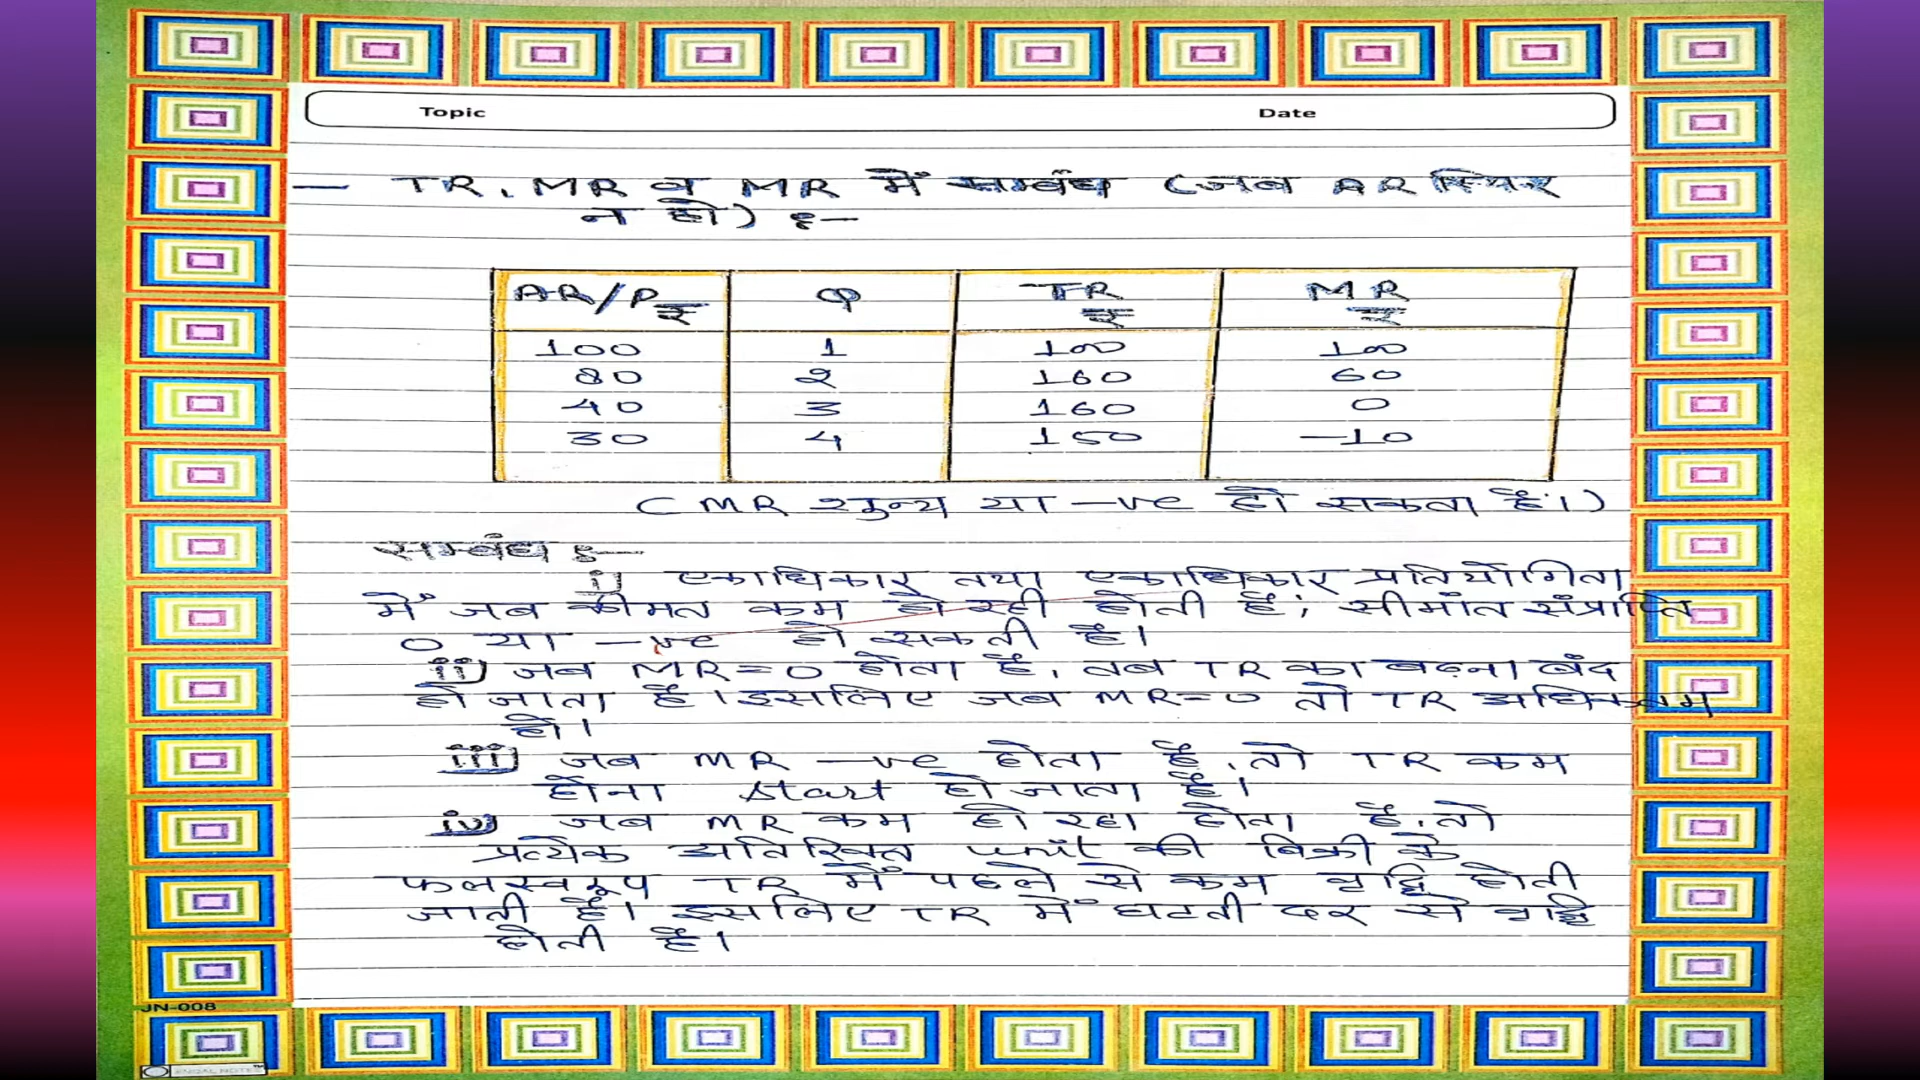 Topic Date
— TR, MR व MR में सम्बंध (जब AR स्थिर
न हो) :—
AR/P ₹ Q TR ₹ MR ₹
100 1 100 100
80 2 160 60
40 3 160 0
30 4 150 -10
( MR शुन्य या -ve हो सकता है।)
सम्बंध :—
i) एकाधिकार तथा एकाधिकार प्रतियोगिता
में जब कीमत कम हो रही होती है; सीमांत संप्राप्ति
0 या -ve हो सकती है।
ii) जब MR=0 होता है, तब TR का बढ़ना बंद
हो जाता है। इसलिए जब MR=0 तो TR अधिकतम
हो।
iii) जब MR -ve होता है, तो TR कम
होना start हो जाता है।
iv) जब MR कम हो रहा होता है, तो
प्रत्येक अतिरिक्त unit की बिक्री के
फलस्वरूप TR में पहले से कम वृद्धि होती
जाती है। इसलिए TR में घटती दर से वृद्धि
होती है।
JN-008